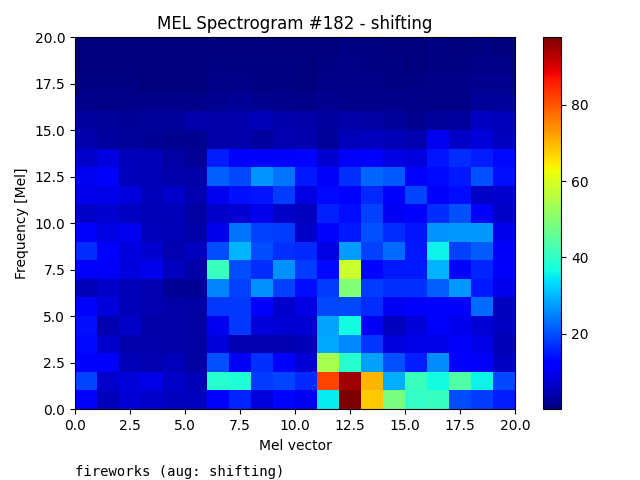 MEL Spectrogram #182 - shifting
20.0
17.5
15.0
12.5
10.0
7.5
5.0
2.5
0.0
Frequency [Mel]
0.0 2.5 5.0 7.5 10.0 12.5 15.0 17.5 20.0
Mel vector
80
60
40
20
fireworks (aug: shifting)